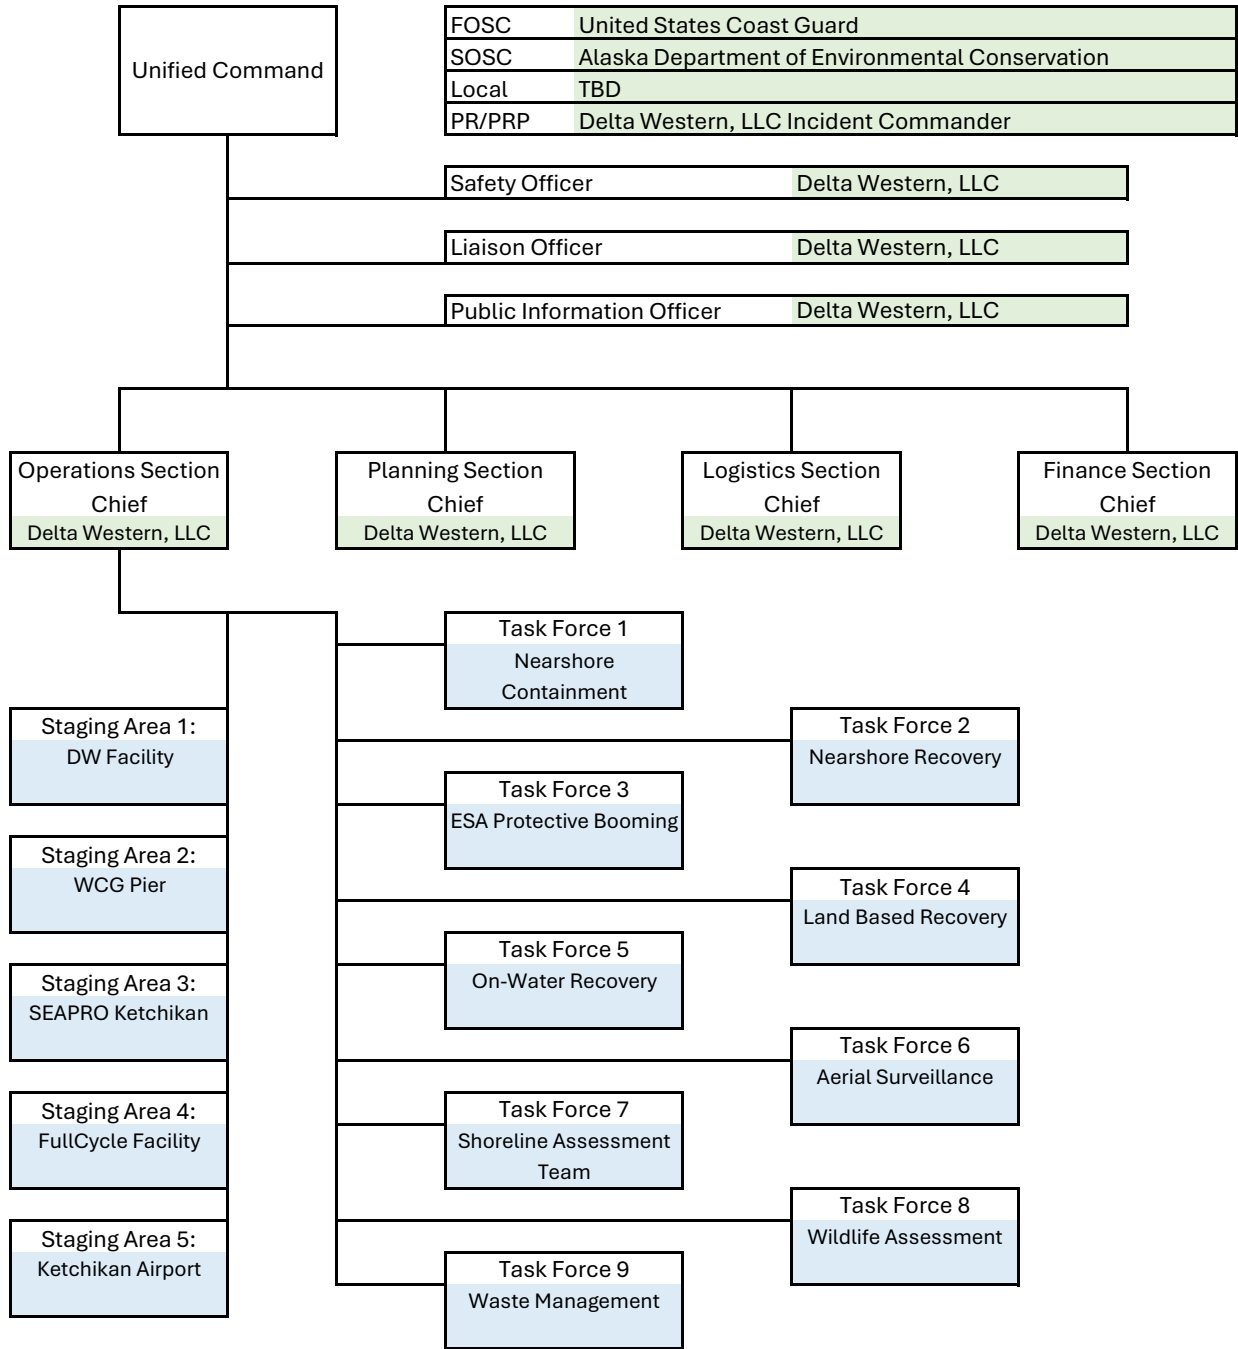 Unified Command
FOSC United States Coast Guard
SOSC Alaska Department of Environmental Conservation
Local TBD
PR/PRP Delta Western, LLC Incident Commander
Safety Officer Delta Western, LLC
Liaison Officer Delta Western, LLC
Public Information Officer Delta Western, LLC
Operations Section
Chief
Delta Western, LLC
Planning Section
Chief
Delta Western, LLC
Logistics Section
Chief
Delta Western, LLC
Finance Section
Chief
Delta Western, LLC
Staging Area 1:
DW Facility
Staging Area 2:
WCG Pier
Staging Area 3:
SEAPRO Ketchikan
Staging Area 4:
FullCycle Facility
Staging Area 5:
Ketchikan Airport
Task Force 1
Nearshore
Containment
Task Force 2
Nearshore Recovery
Task Force 3
ESA Protective Booming
Task Force 4
Land Based Recovery
Task Force 5
On-Water Recovery
Task Force 6
Aerial Surveillance
Task Force 7
Shoreline Assessment
Team
Task Force 8
Wildlife Assessment
Task Force 9
Waste Management